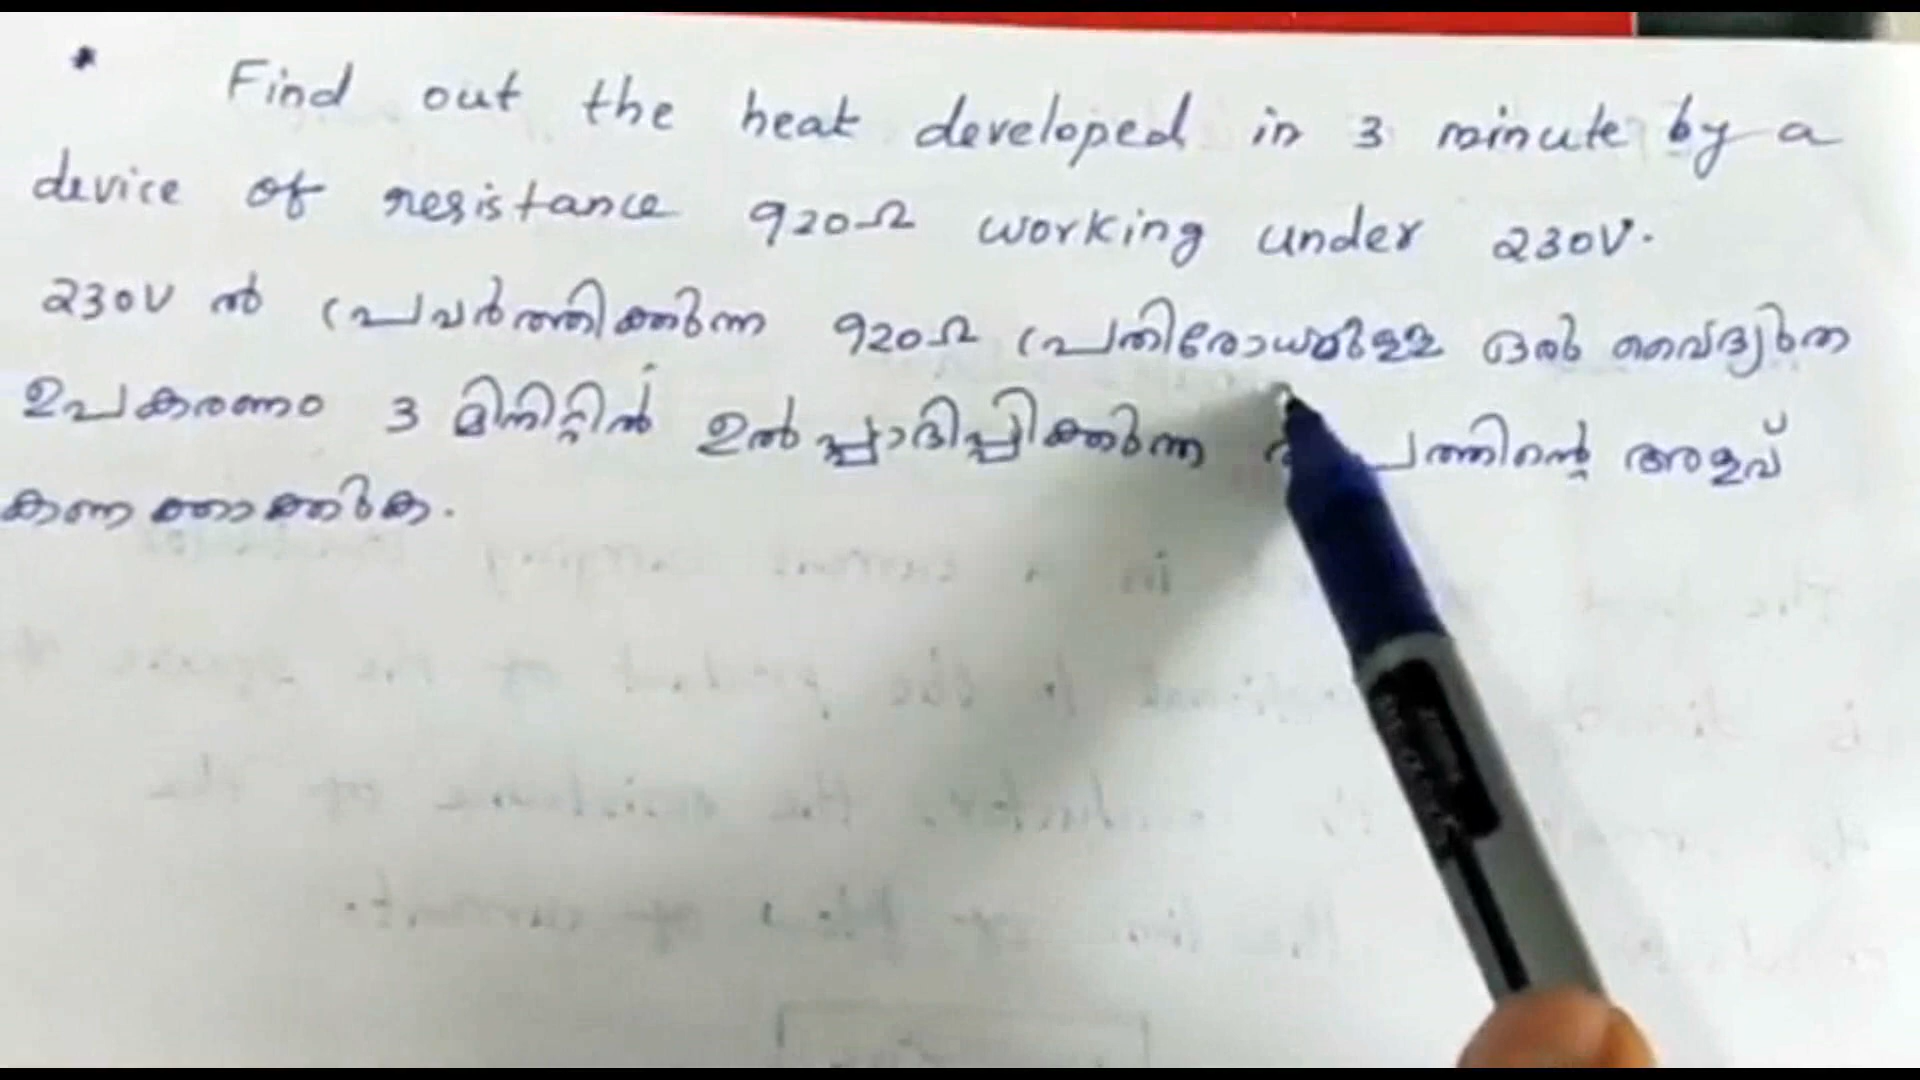 * Find out the heat developed in 3 minute by a
device of resistance 920Ω working under 230V.
230V ൽ പ്രവർത്തിക്കുന്ന 920Ω പ്രതിരോധമുള്ള ഒരു വൈദ്യുത
ഉപകരണം 3 മിനിറ്റിൽ ഉൽപ്പാദിപ്പിക്കുന്ന പത്തിന്റെ അളവ്
കണക്കാക്കുക.